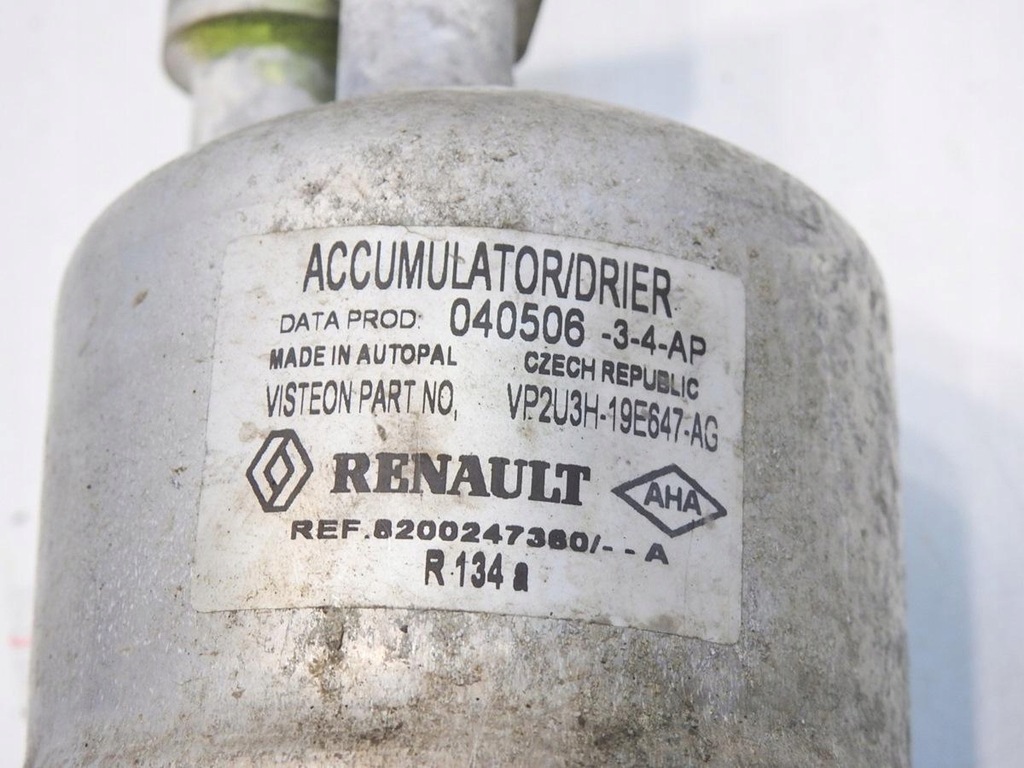 ACCUMULATOR/DRIER
DATA PROD: 040506 -3-4-AP
MADE IN AUTOPAL CZECH REPUBLIC
VISTEON PART NO, VP2U3H-19E647-AG
RENAULT AHA
REF.8200247360/--A
R 134 a